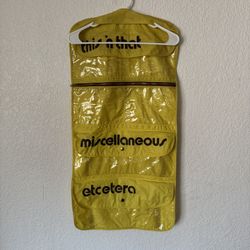 this 'n that
miscellaneous
etcetera